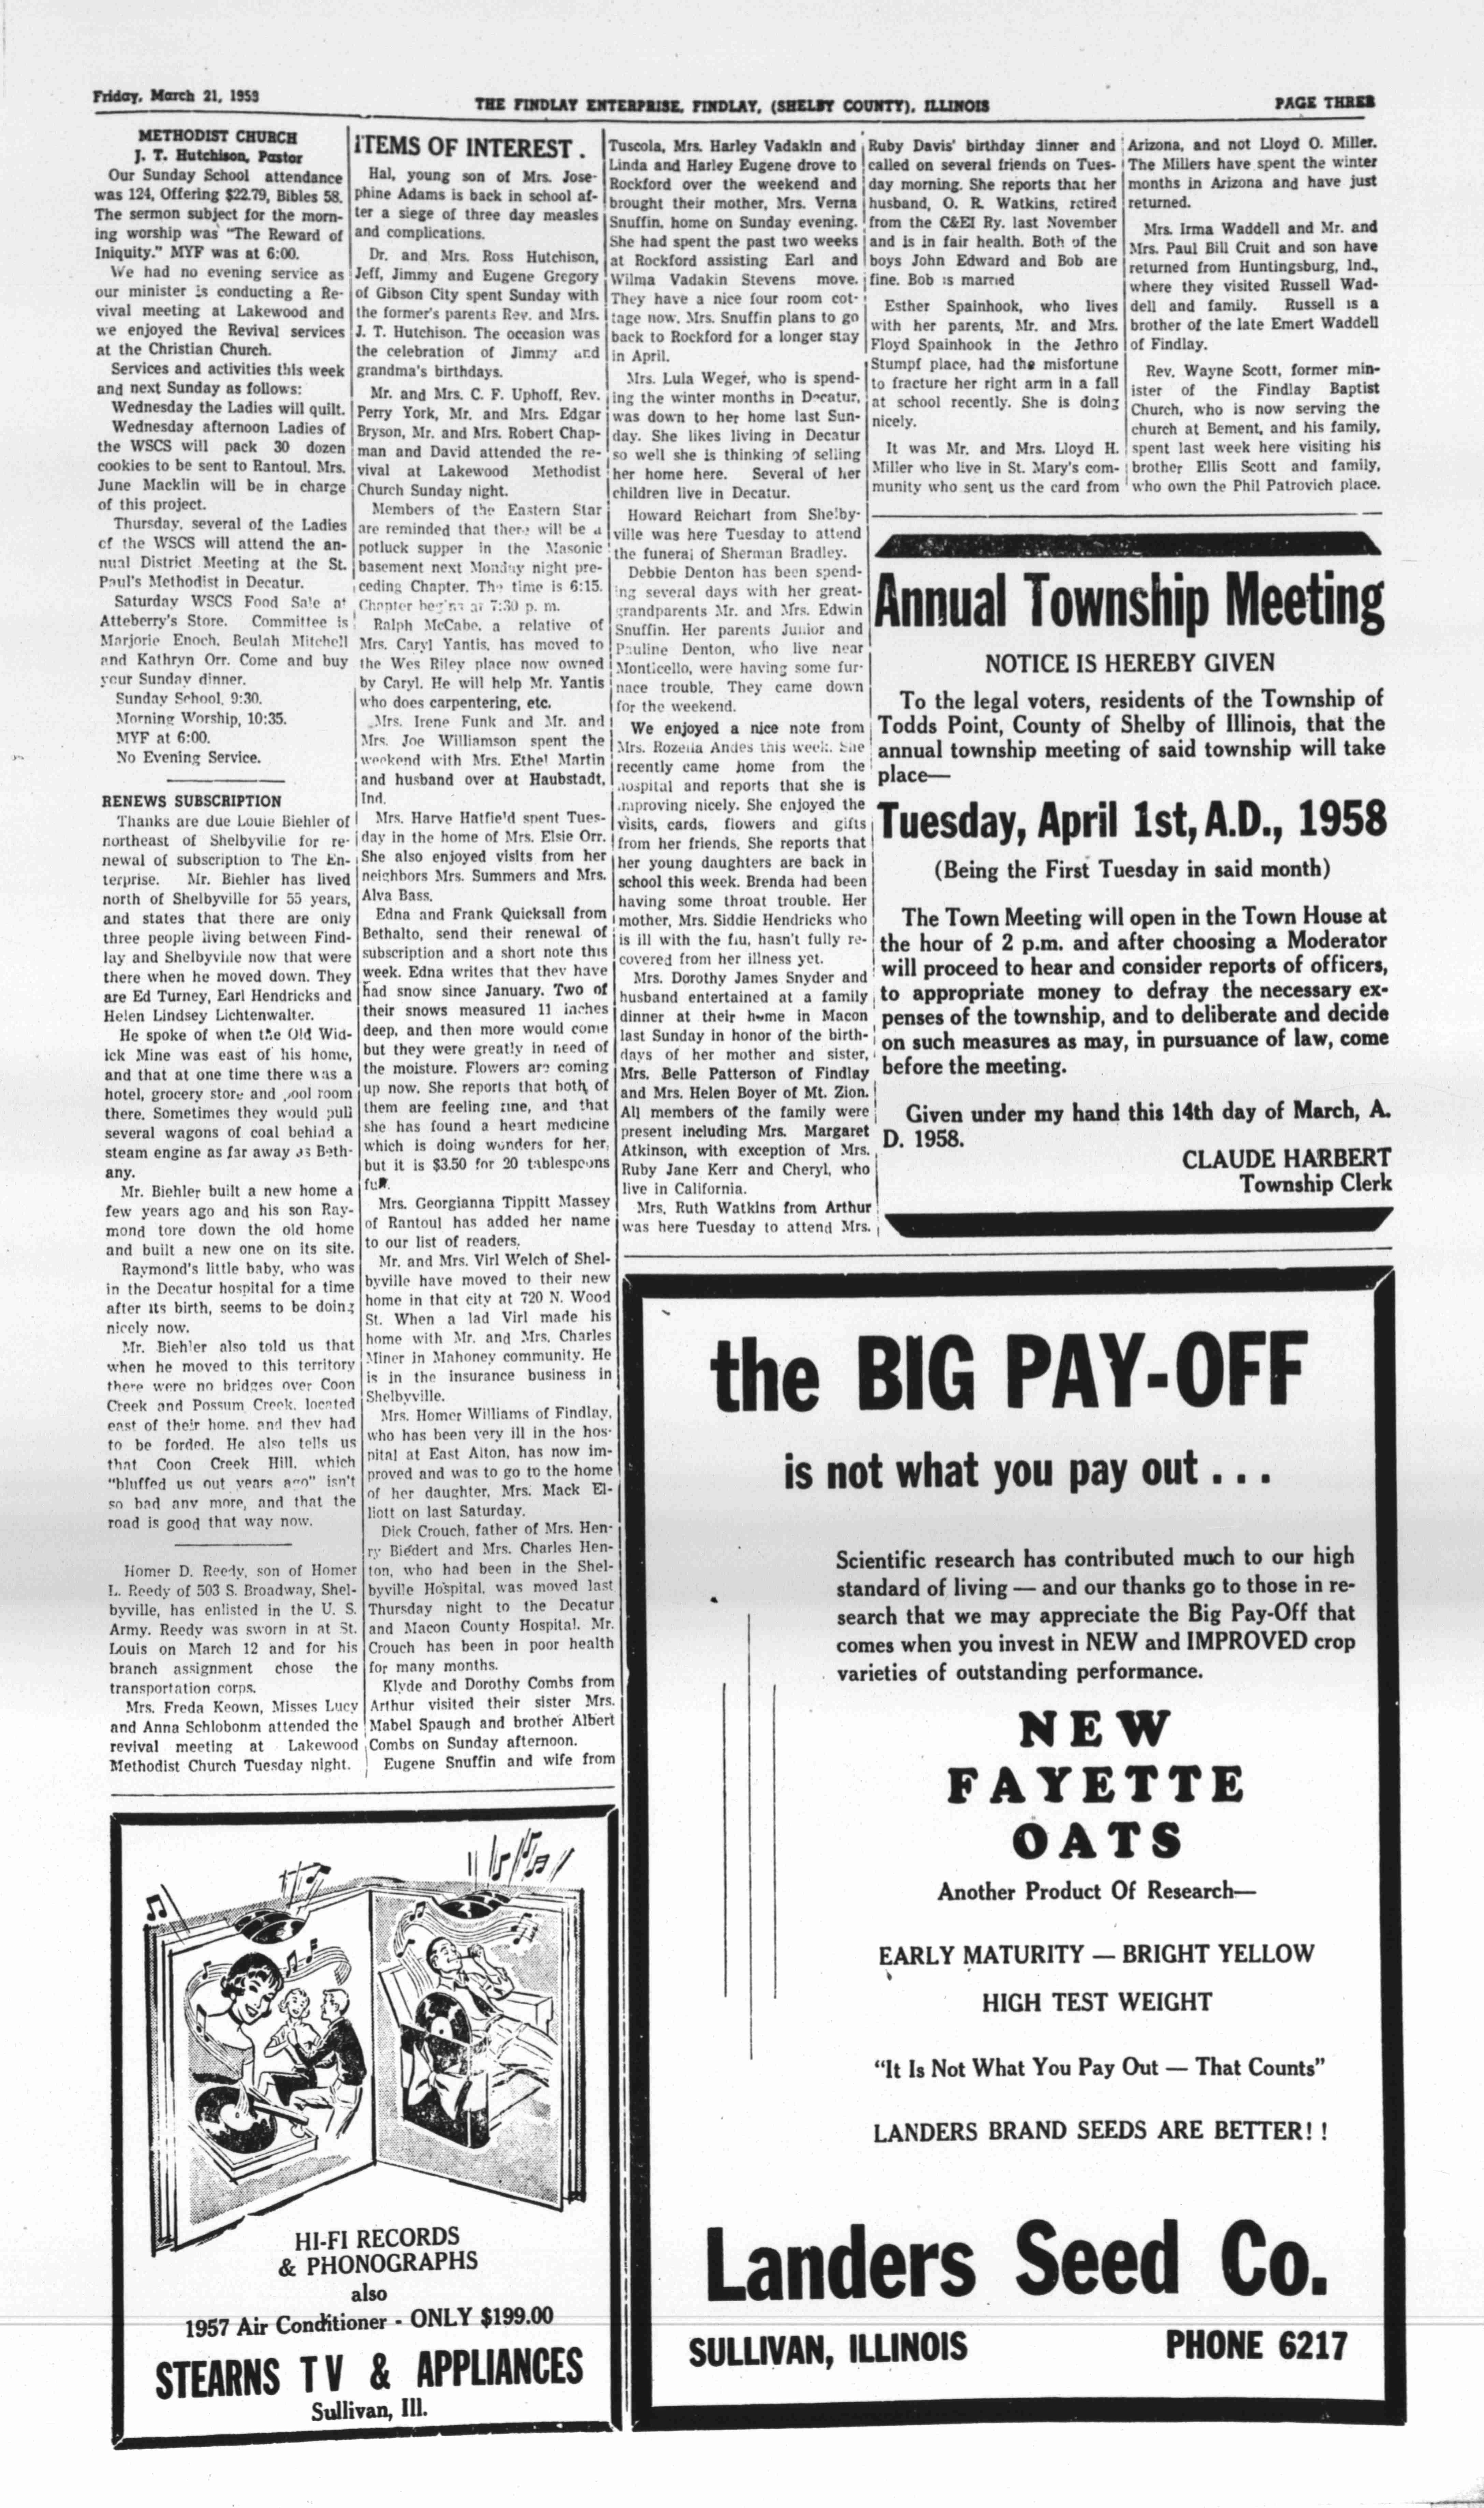 Friday, March 21, 1958
THE FINDLAY ENTERPRISE, FINDLAY, (SHELBY COUNTY), ILLINOIS
PAGE THREE
METHODIST CHURCH
J. T. Hutchison, Pastor
Our Sunday School attendance
was 124, Offering $22.79, Bibles 58.
The sermon subject for the morn-
ing worship was "The Reward of
Iniquity." MYF was at 6:00.
We had no evening service as
our minister is conducting a Re-
vival meeting at Lakewood and
we enjoyed the Revival services
at the Christian Church.
Services and activities this week
and next Sunday as follows:
Wednesday the Ladies will quilt.
Wednesday afternoon Ladies of
the WSCS will pack 30 dozen
cookies to be sent to Rantoul. Mrs.
June Macklin will be in charge
of this project.
Thursday, several of the Ladies
of the WSCS will attend the an-
nual District Meeting at the St.
Paul's Methodist in Decatur.
Saturday WSCS Food Sale at
Atteberry's Store. Committee is
Marjorie Enoch, Beulah Mitchell
and Kathryn Orr. Come and buy
your Sunday dinner.
Sunday School, 9:30.
Morning Worship, 10:35.
MYF at 6:00.
No Evening Service.
RENEWS SUBSCRIPTION
Thanks are due Louie Biehler of
northeast of Shelbyville for re-
newal of subscription to The En-
terprise. Mr. Biehler has lived
north of Shelbyville for 55 years,
and states that there are only
three people living between Find-
lay and Shelbyville now that were
there when he moved down. They
are Ed Turney, Earl Hendricks and
Helen Lindsey Lichtenwalter.
He spoke of when the Old Wid-
ick Mine was east of his home,
and that at one time there was a
hotel, grocery store and pool room
there. Sometimes they would pull
several wagons of coal behind a
steam engine as far away as Beth-
any.
Mr. Biehler built a new home a
few years ago and his son Ray-
mond tore down the old home
and built a new one on its site.
Raymond's little baby, who was
in the Decatur hospital for a time
after its birth, seems to be doing
nicely now.
Mr. Biehler also told us that
when he moved to this territory
there were no bridges over Coon
Creek and Possum Creek, located
east of their home, and they had
to be forded. He also tells us
that Coon Creek Hill, which
"bluffed us out years ago" isn't
so bad any more, and that the
road is good that way now.
Homer D. Reedy, son of Homer
L. Reedy of 503 S. Broadway, Shel-
byville, has enlisted in the U. S.
Army. Reedy was sworn in at St.
Louis on March 12 and for his
branch assignment chose the
transportation corps.
Mrs. Freda Keown, Misses Lucy
and Anna Schlobonm attended the
revival meeting at Lakewood
Methodist Church Tuesday night.
ITEMS OF INTEREST .
Hal, young son of Mrs. Jose-
phine Adams is back in school af-
ter a siege of three day measles
and complications.
Dr. and Mrs. Ross Hutchison,
Jeff, Jimmy and Eugene Gregory
of Gibson City spent Sunday with
the former's parents Rev. and Mrs.
J. T. Hutchison. The occasion was
the celebration of Jimmy and
grandma's birthdays.
Mr. and Mrs. C. F. Uphoff, Rev.
Perry York, Mr. and Mrs. Edgar
Bryson, Mr. and Mrs. Robert Chap-
man and David attended the re-
vival at Lakewood Methodist
Church Sunday night.
Members of the Eastern Star
are reminded that there will be a
potluck supper in the Masonic
basement next Monday night pre-
ceding Chapter. The time is 6:15.
Chapter begins at 7:30 p. m.
Ralph McCabe, a relative of
Mrs. Caryl Yantis, has moved to
the Wes Riley place now owned
by Caryl. He will help Mr. Yantis
who does carpentering, etc.
Mrs. Irene Funk and Mr. and
Mrs. Joe Williamson spent the
weekend with Mrs. Ethel Martin
and husband over at Haubstadt,
Ind.
Mrs. Harve Hatfield spent Tues-
day in the home of Mrs. Elsie Orr.
She also enjoyed visits from her
neighbors Mrs. Summers and Mrs.
Alva Bass.
Edna and Frank Quicksall from
Bethalto, send their renewal of
subscription and a short note this
week. Edna writes that they have
had snow since January. Two of
their snows measured 11 inches
deep, and then more would come
but they were greatly in need of
the moisture. Flowers are coming
up now. She reports that both of
them are feeling fine, and that
she has found a heart medicine
which is doing wonders for her,
but it is $3.50 for 20 tablespoons
full.
Mrs. Georgianna Tippitt Massey
of Rantoul has added her name
to our list of readers.
Mr. and Mrs. Virl Welch of Shel-
byville have moved to their new
home in that city at 720 N. Wood
St. When a lad Virl made his
home with Mr. and Mrs. Charles
Miner in Mahoney community. He
is in the insurance business in
Shelbyville.
Mrs. Homer Williams of Findlay,
who has been very ill in the hos-
pital at East Alton, has now im-
proved and was to go to the home
of her daughter, Mrs. Mack El-
liott on last Saturday.
Dick Crouch, father of Mrs. Hen-
ry Biedert and Mrs. Charles Hen-
ton, who had been in the Shel-
byville Hospital, was moved last
Thursday night to the Decatur
and Macon County Hospital. Mr.
Crouch has been in poor health
for many months.
Klyde and Dorothy Combs from
Arthur visited their sister Mrs.
Mabel Spaugh and brother Albert
Combs on Sunday afternoon.
Eugene Snuffin and wife from
Tuscola, Mrs. Harley Vadakin and
Linda and Harley Eugene drove to
Rockford over the weekend and
brought their mother, Mrs. Verna
Snuffin, home on Sunday evening.
She had spent the past two weeks
at Rockford assisting Earl and
Wilma Vadakin Stevens move.
They have a nice four room cot-
tage now. Mrs. Snuffin plans to go
back to Rockford for a longer stay
in April.
Mrs. Lula Weger, who is spend-
ing the winter months in Decatur,
was down to her home last Sun-
day. She likes living in Decatur
so well she is thinking of selling
her home here. Several of her
children live in Decatur.
Howard Reichart from Shelby-
ville was here Tuesday to attend
the funeral of Sherman Bradley.
Debbie Denton has been spend-
ing several days with her great-
grandparents Mr. and Mrs. Edwin
Snuffin. Her parents Junior and
Pauline Denton, who live near
Monticello, were having some fur-
nace trouble. They came down
for the weekend.
We enjoyed a nice note from
Mrs. Rozella Andes this week. She
recently came home from the
hospital and reports that she is
improving nicely. She enjoyed the
visits, cards, flowers and gifts
from her friends. She reports that
her young daughters are back in
school this week. Brenda had been
having some throat trouble. Her
mother, Mrs. Siddie Hendricks who
is ill with the flu, hasn't fully re-
covered from her illness yet.
Mrs. Dorothy James Snyder and
husband entertained at a family
dinner at their home in Macon
last Sunday in honor of the birth-
days of her mother and sister,
Mrs. Belle Patterson of Findlay
and Mrs. Helen Boyer of Mt. Zion.
All members of the family were
present including Mrs. Margaret
Atkinson, with exception of Mrs.
Ruby Jane Kerr and Cheryl, who
live in California.
Mrs. Ruth Watkins from Arthur
was here Tuesday to attend Mrs.
Ruby Davis' birthday dinner and
called on several friends on Tues-
day morning. She reports that her
husband, O. R. Watkins, retired
from the C&EI Ry. last November
and is in fair health. Both of the
boys John Edward and Bob are
fine. Bob is married
Esther Spainhook, who lives
with her parents, Mr. and Mrs.
Floyd Spainhook in the Jethro
Stumpf place, had the misfortune
to fracture her right arm in a fall
at school recently. She is doing
nicely.
It was Mr. and Mrs. Lloyd H.
Miller who live in St. Mary's com-
munity who sent us the card from
Arizona, and not Lloyd O. Miller.
The Millers have spent the winter
months in Arizona and have just
returned.
Mrs. Irma Waddell and Mr. and
Mrs. Paul Bill Cruit and son have
returned from Huntingsburg, Ind.,
where they visited Russell Wad-
dell and family. Russell is a
brother of the late Emert Waddell
of Findlay.
Rev. Wayne Scott, former min-
ister of the Findlay Baptist
Church, who is now serving the
church at Bement, and his family,
spent last week here visiting his
brother Ellis Scott and family,
who own the Phil Patrovich place.
Annual Township Meeting
NOTICE IS HEREBY GIVEN
To the legal voters, residents of the Township of
Todds Point, County of Shelby of Illinois, that the
annual township meeting of said township will take
place—
Tuesday, April 1st, A.D., 1958
(Being the First Tuesday in said month)
The Town Meeting will open in the Town House at
the hour of 2 p.m. and after choosing a Moderator
will proceed to hear and consider reports of officers,
to appropriate money to defray the necessary ex-
penses of the township, and to deliberate and decide
on such measures as may, in pursuance of law, come
before the meeting.
Given under my hand this 14th day of March, A.
D. 1958.
CLAUDE HARBERT
Township Clerk
the BIG PAY-OFF
is not what you pay out . . .
Scientific research has contributed much to our high
standard of living — and our thanks go to those in re-
search that we may appreciate the Big Pay-Off that
comes when you invest in NEW and IMPROVED crop
varieties of outstanding performance.
NEW
FAYETTE
OATS
Another Product Of Research—
EARLY MATURITY — BRIGHT YELLOW
HIGH TEST WEIGHT
"It Is Not What You Pay Out — That Counts"
LANDERS BRAND SEEDS ARE BETTER! !
Landers Seed Co.
SULLIVAN, ILLINOIS
PHONE 6217
HI-FI RECORDS
& PHONOGRAPHS
also
1957 Air Conditioner - ONLY $199.00
STEARNS TV & APPLIANCES
Sullivan, Ill.